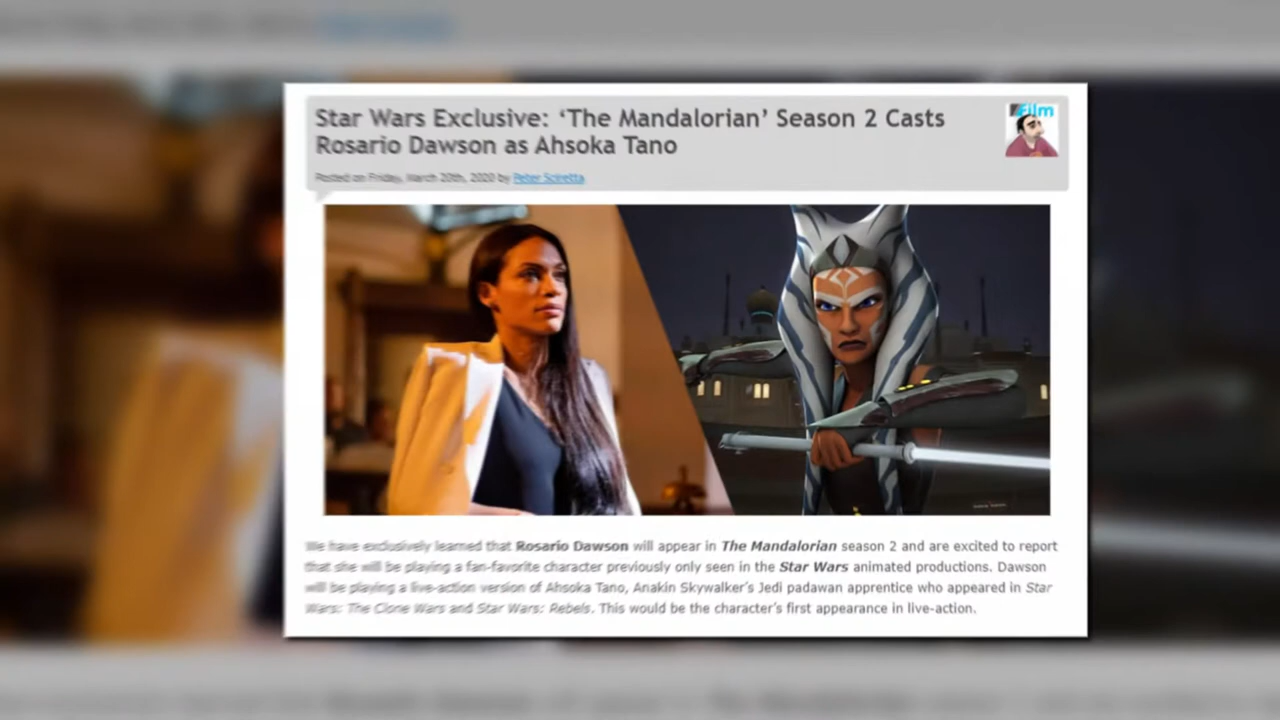 Star Wars Exclusive: ‘The Mandalorian’ Season 2 Casts
Rosario Dawson as Ahsoka Tano
Film
Posted on Friday, March 20th, 2020 by Peter Sciretta
We have exclusively learned that Rosario Dawson will appear in The Mandalorian season 2 and are excited to report
that she will be playing a fan-favorite character previously only seen in the Star Wars animated productions. Dawson
will be playing a live-action version of Ahsoka Tano, Anakin Skywalker’s Jedi padawan apprentice who appeared in Star
Wars: The Clone Wars and Star Wars: Rebels. This would be the character’s first appearance in live-action.